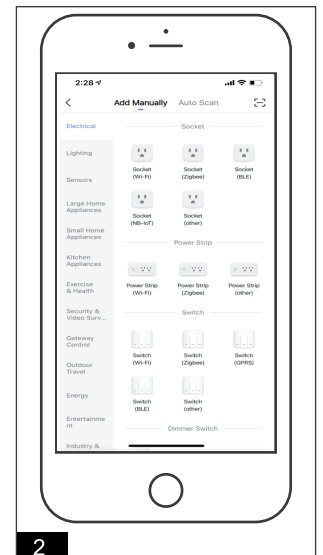 2:28
Add Manually Auto Scan
Electrical
Lighting
Sensors
Large Home
Appliances
Small Home
Appliances
Kitchen
Appliances
Exercise
& Health
Security &
Video Surv...
Gateway
Control
Outdoor
Travel
Energy
Entertainme
nt
Industry &
Socket
Socket
(Wi-Fi)
Socket
(Zigbee)
Socket
(BLE)
Socket
(NB-IoT)
Socket
(other)
Power Strip
Power Strip
(Wi-Fi)
Power Strip
(Zigbee)
Power Strip
(other)
Switch
Switch
(Wi-Fi)
Switch
(Zigbee)
Switch
(GPRS)
Switch
(BLE)
Switch
(other)
Dimmer Switch
2